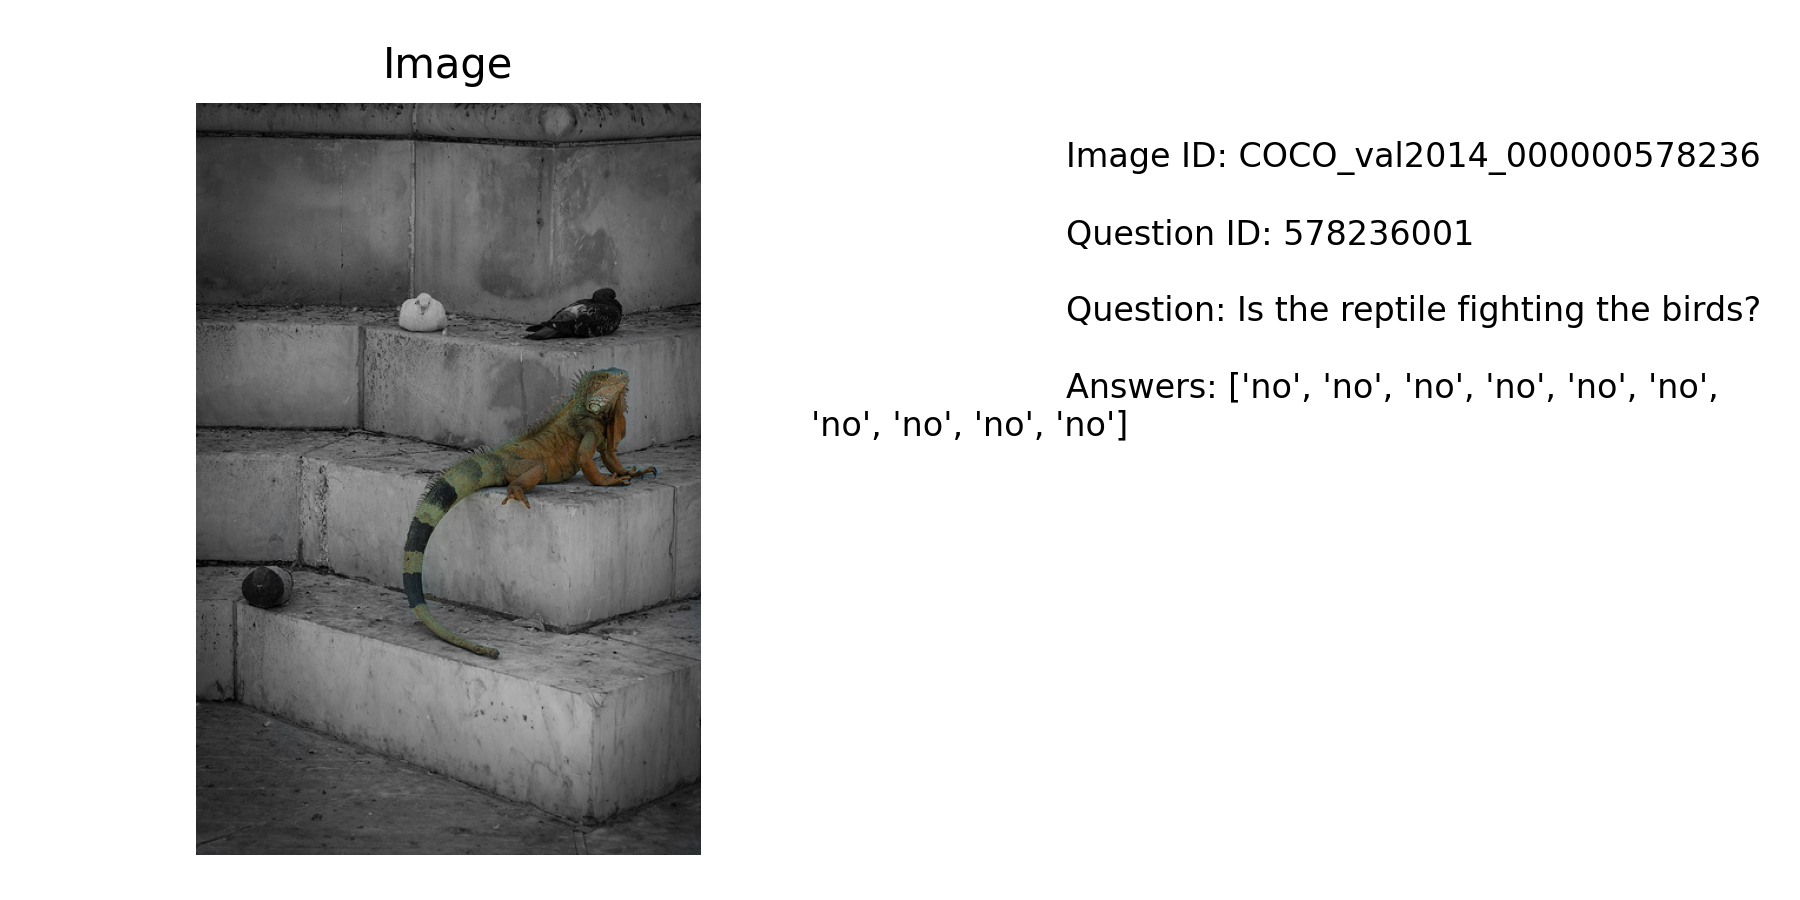 Image
Image ID: COCO_val2014_000000578236
Question ID: 578236001
Question: Is the reptile fighting the birds?
Answers: ['no', 'no', 'no', 'no', 'no', 'no',
'no', 'no', 'no', 'no']